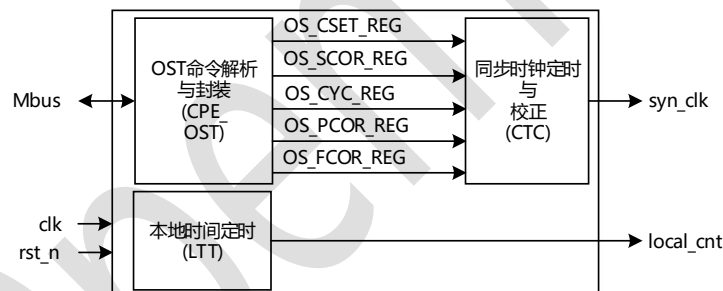 OS_CSET_REG
OS_SCOR_REG
OS_CYC_REG
OS_PCOR_REG
OS_FCOR_REG
Mbus
OST命令解析
与封装
(CPE_
OST)
同步时钟定时
与
校正
(CTC)
syn_clk
clk
rst_n
本地时间定时
(LTT)
local_cnt